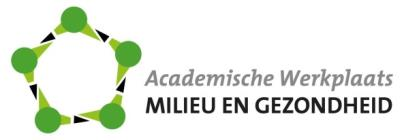 Academische Werkplaats
MILIEU EN GEZONDHEID